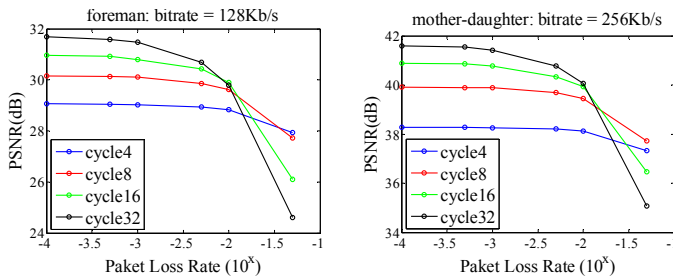 foreman: bitrate = 128Kb/s
32
30
28
26
24
PSNR(dB)
cycle4
cycle8
cycle16
cycle32
-4 -3.5 -3 -2.5 -2 -1.5 -1
Paket Loss Rate (10^x)
mother-daughter: bitrate = 256Kb/s
42
40
38
36
34
PSNR(dB)
cycle4
cycle8
cycle16
cycle32
-4 -3.5 -3 -2.5 -2 -1.5 -1
Paket Loss Rate (10^x)